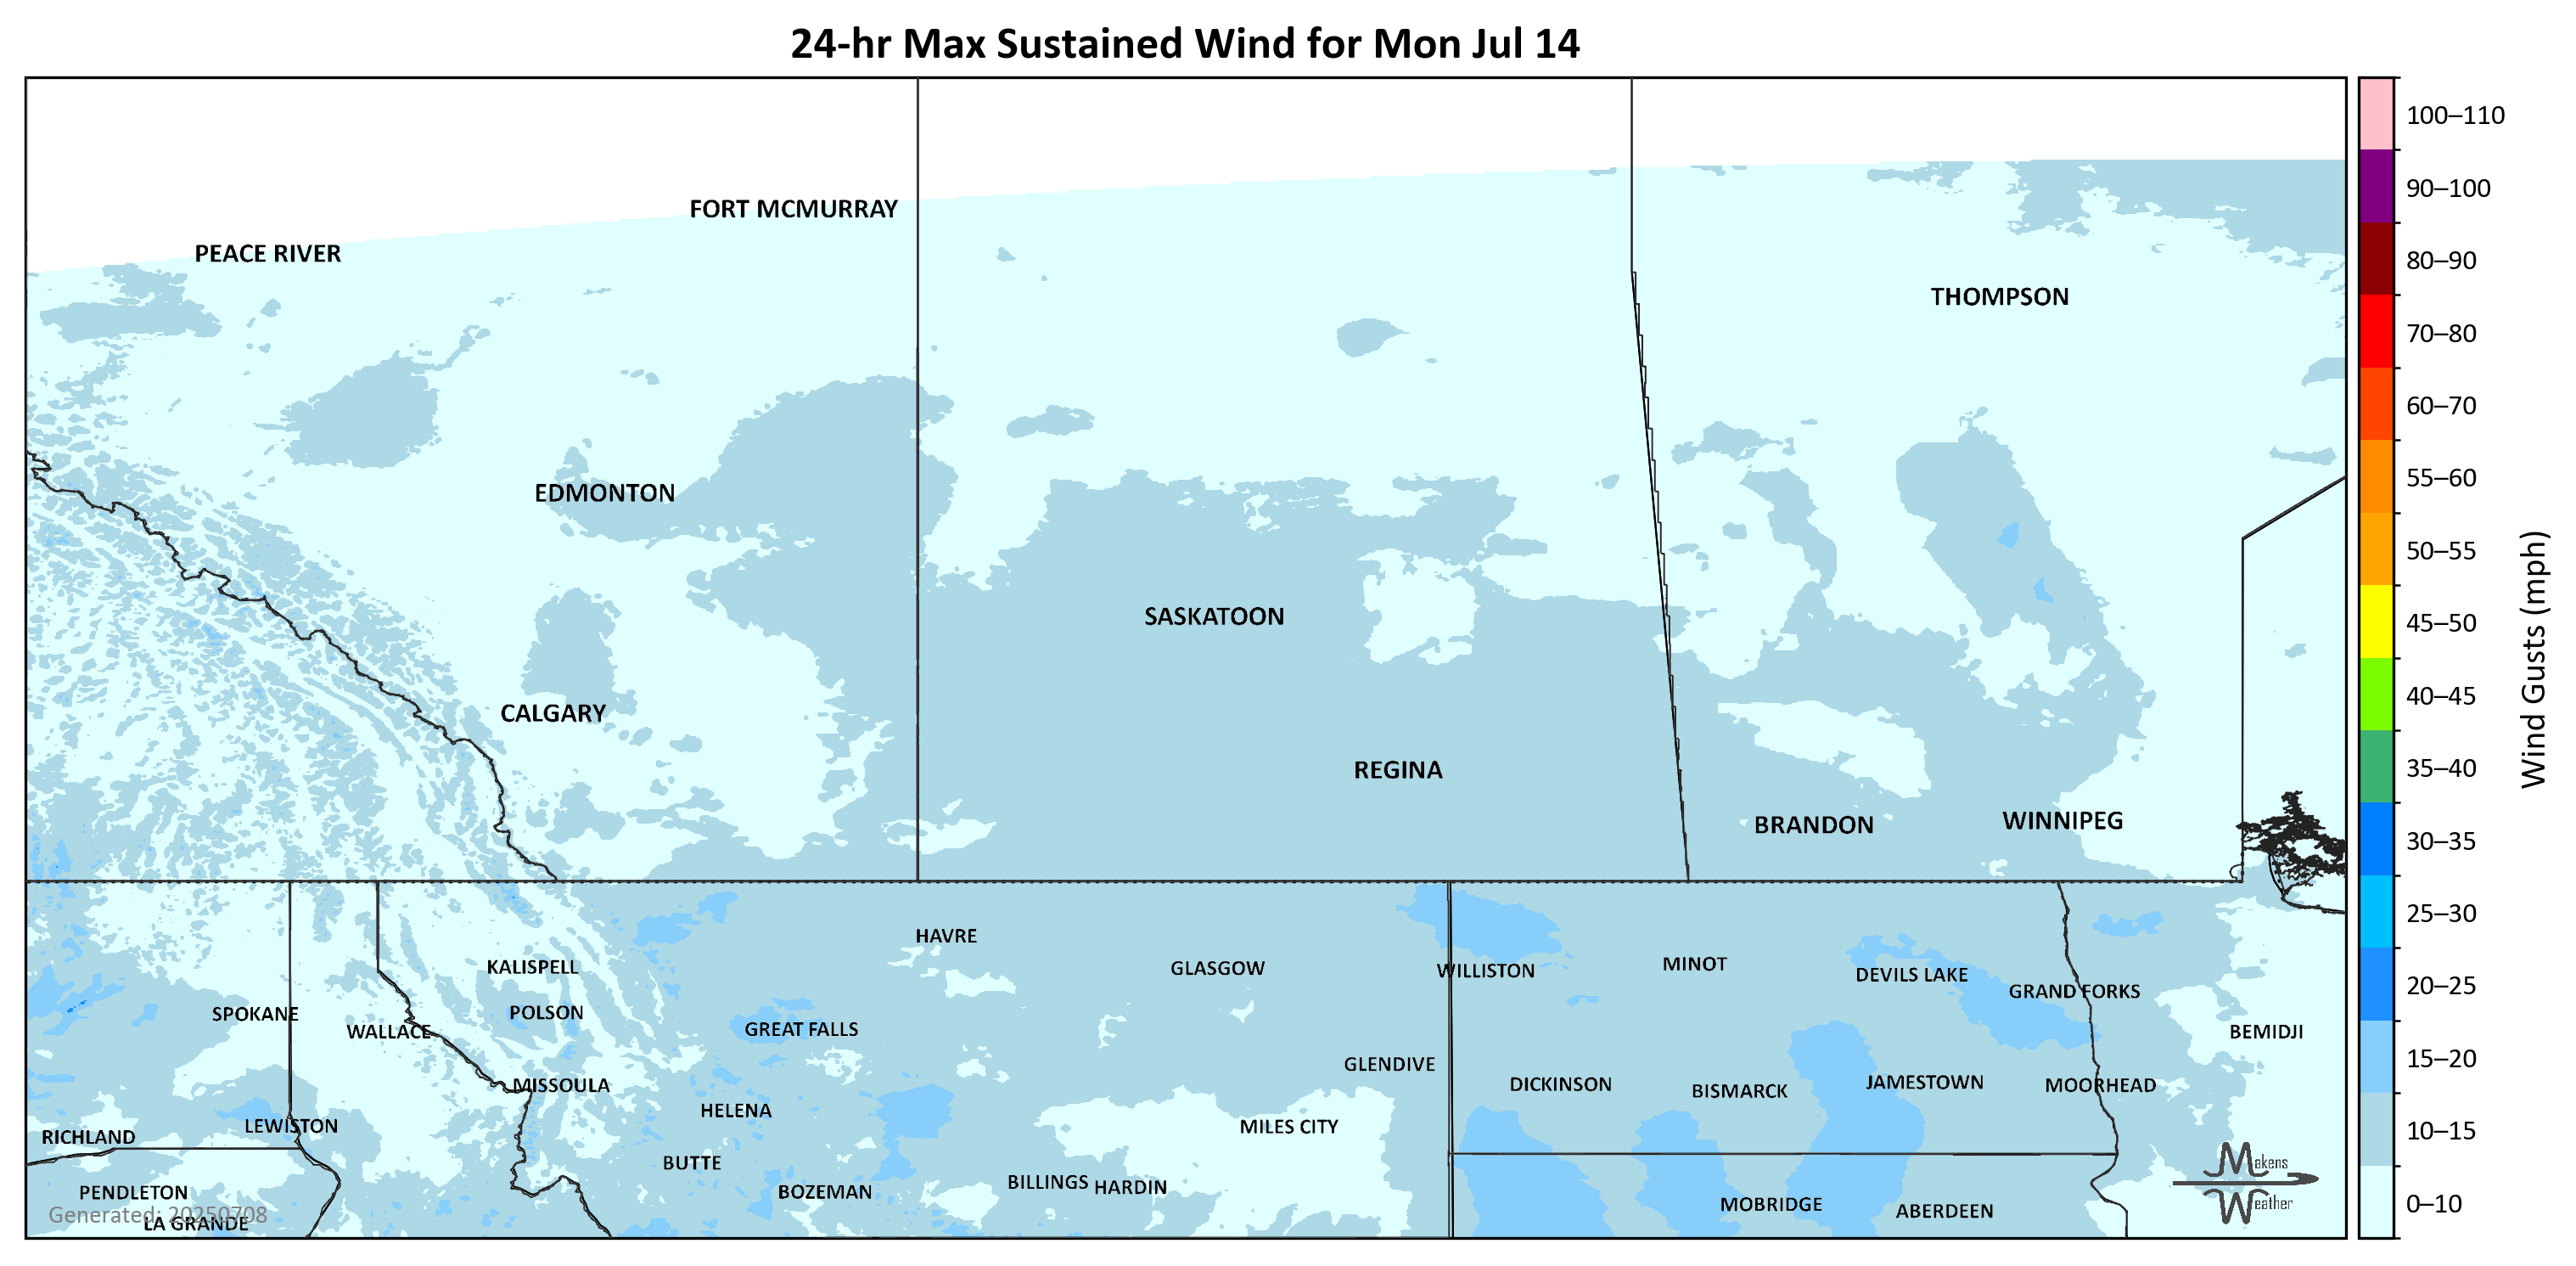 24-hr Max Sustained Wind for Mon Jul 14
100–110
90–100
80–90
70–80
60–70
55–60
50–55
45–50
40–45
35–40
30–35
25–30
20–25
15–20
10–15
0–10
Wind Gusts (mph)
FORT MCMURRAY
PEACE RIVER
THOMPSON
EDMONTON
SASKATOON
CALGARY
REGINA
BRANDON
WINNIPEG
HAVRE
KALISPELL
GLASGOW
WILLISTON
MINOT
DEVILS LAKE
GRAND FORKS
SPOKANE
POLSON
WALLACE
GREAT FALLS
BEMIDJI
GLENDIVE
MISSOULA
DICKINSON
BISMARCK
JAMESTOWN
MOORHEAD
HELENA
LEWISTON
MILES CITY
RICHLAND
BUTTE
BILLINGS
HARDIN
BOZEMAN
PENDLETON
MOBRIDGE
ABERDEEN
Generated: 20250708
LA GRANDE
Makens
Weather